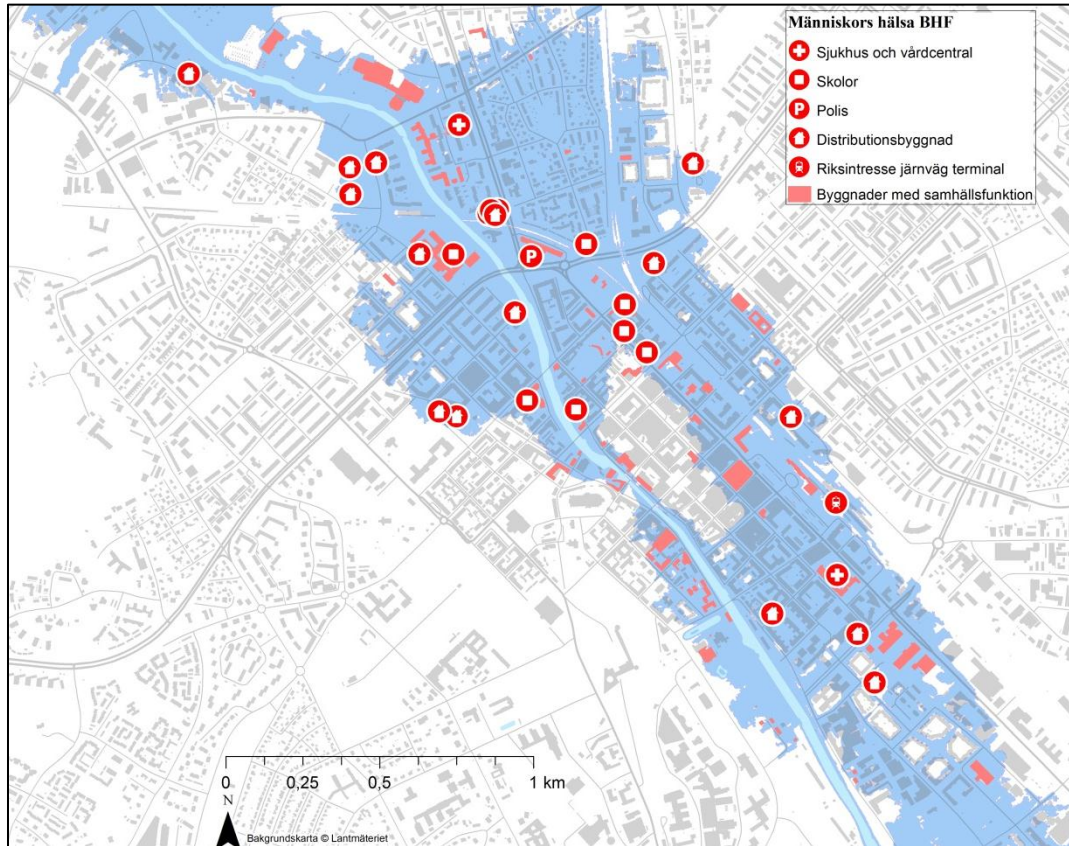 Människors hälsa BHF
Sjukhus och vårdcentral
Skolor
P Polis
Distributionsbyggnad
Riksintresse järnväg terminal
Byggnader med samhällsfunktion
P
0 0,25 0,5 1 km
N
Bakgrundskarta © Lantmäteriet